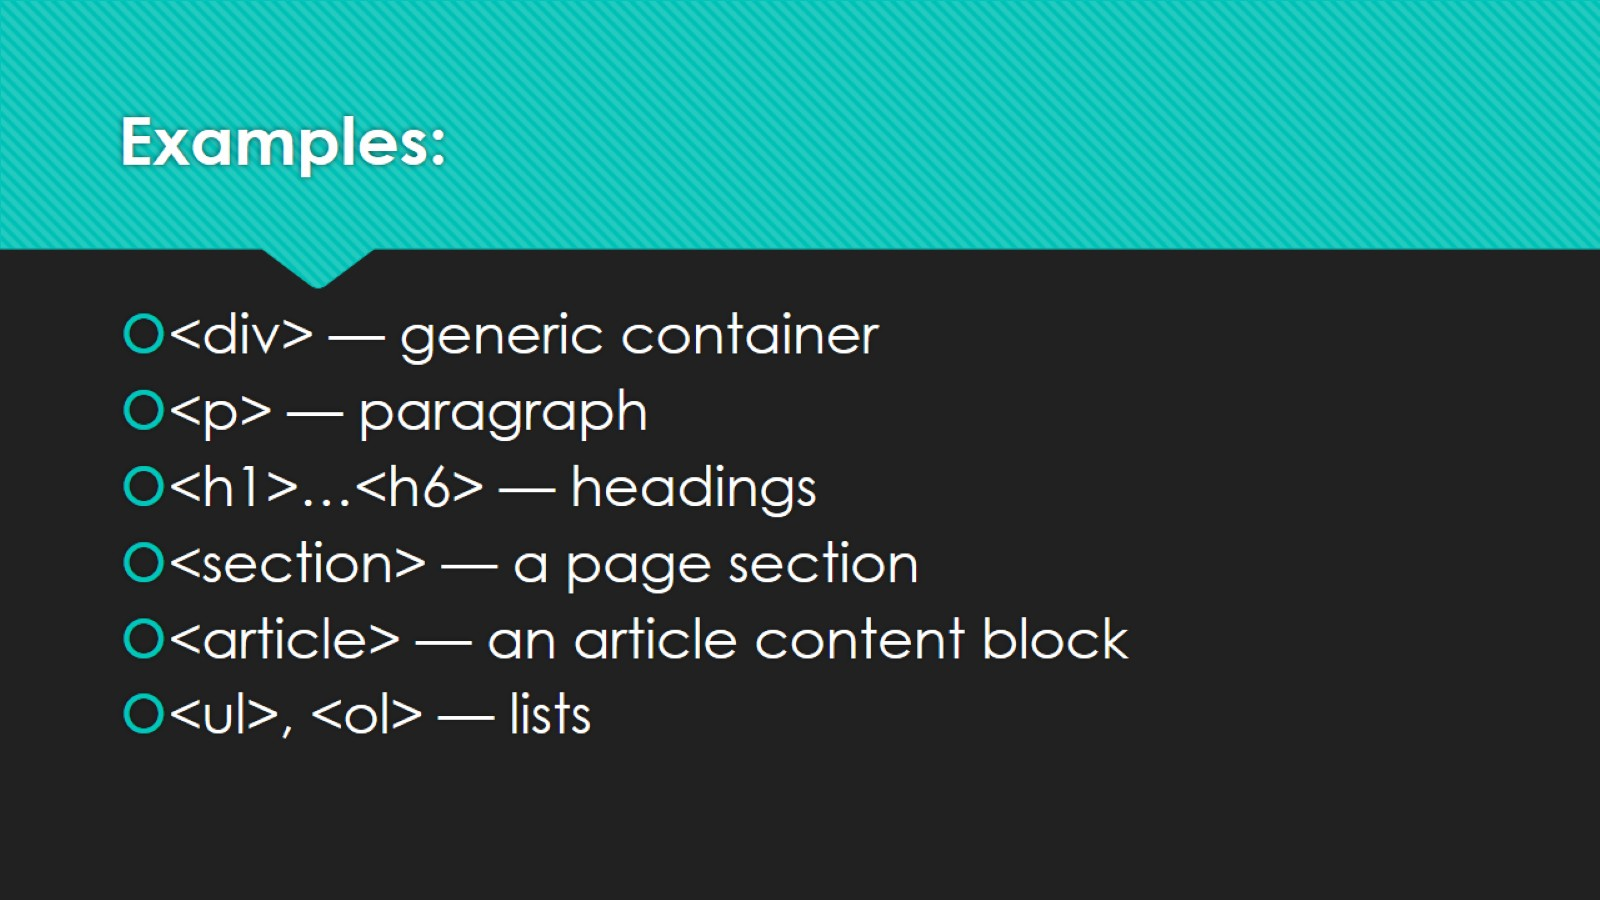 Examples:
<div> — generic container
<p> — paragraph
<h1>…<h6> — headings
<section> — a page section
<article> — an article content block
<ul>, <ol> — lists